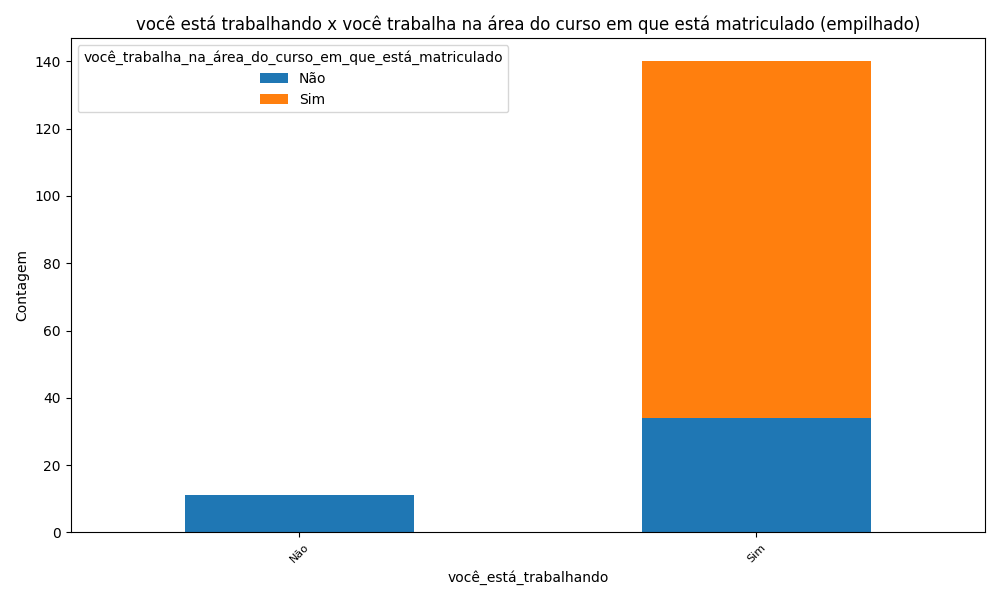 você está trabalhando x você trabalha na área do curso em que está matriculado (empilhado)
você_trabalha_na_área_do_curso_em_que_está_matriculado
Não
Sim
140
120
100
80
60
40
20
0
Contagem
Não
Sim
você_está_trabalhando